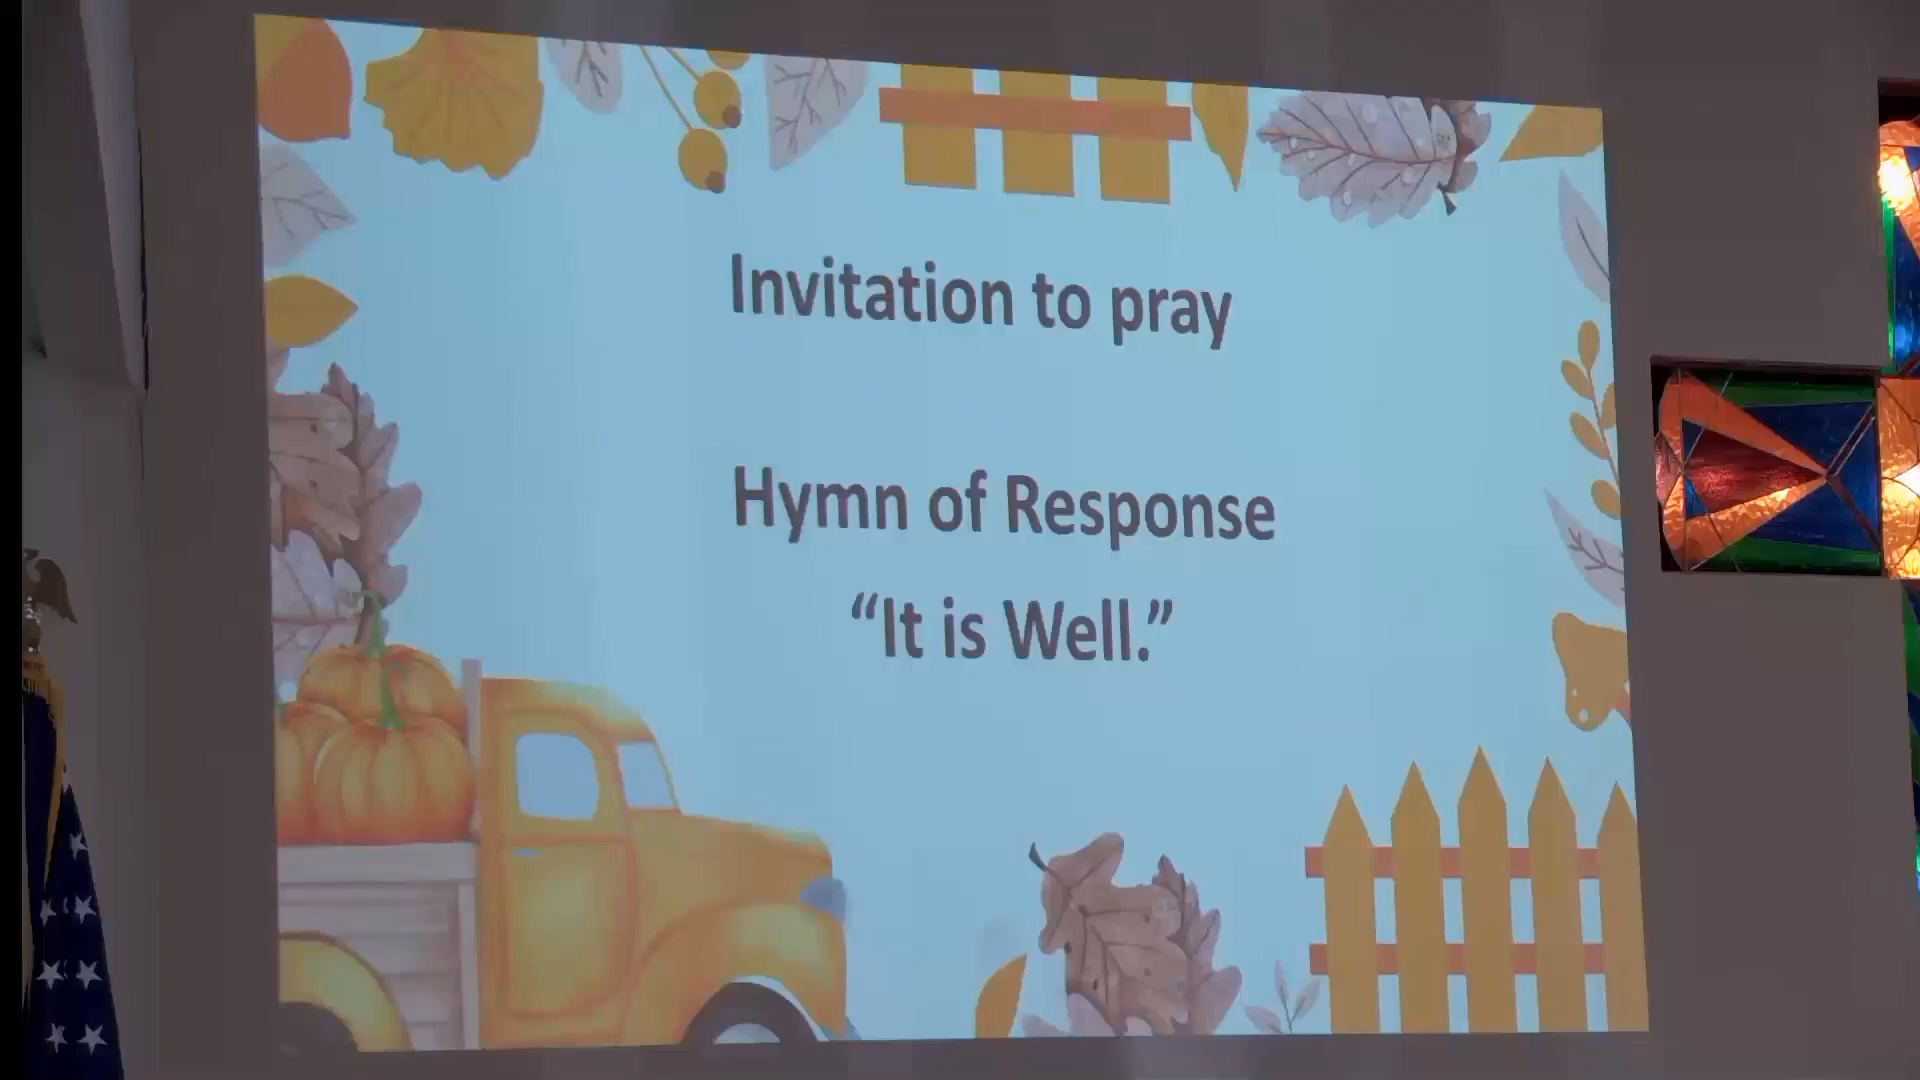 Invitation to pray
Hymn of Response
“It is Well.”